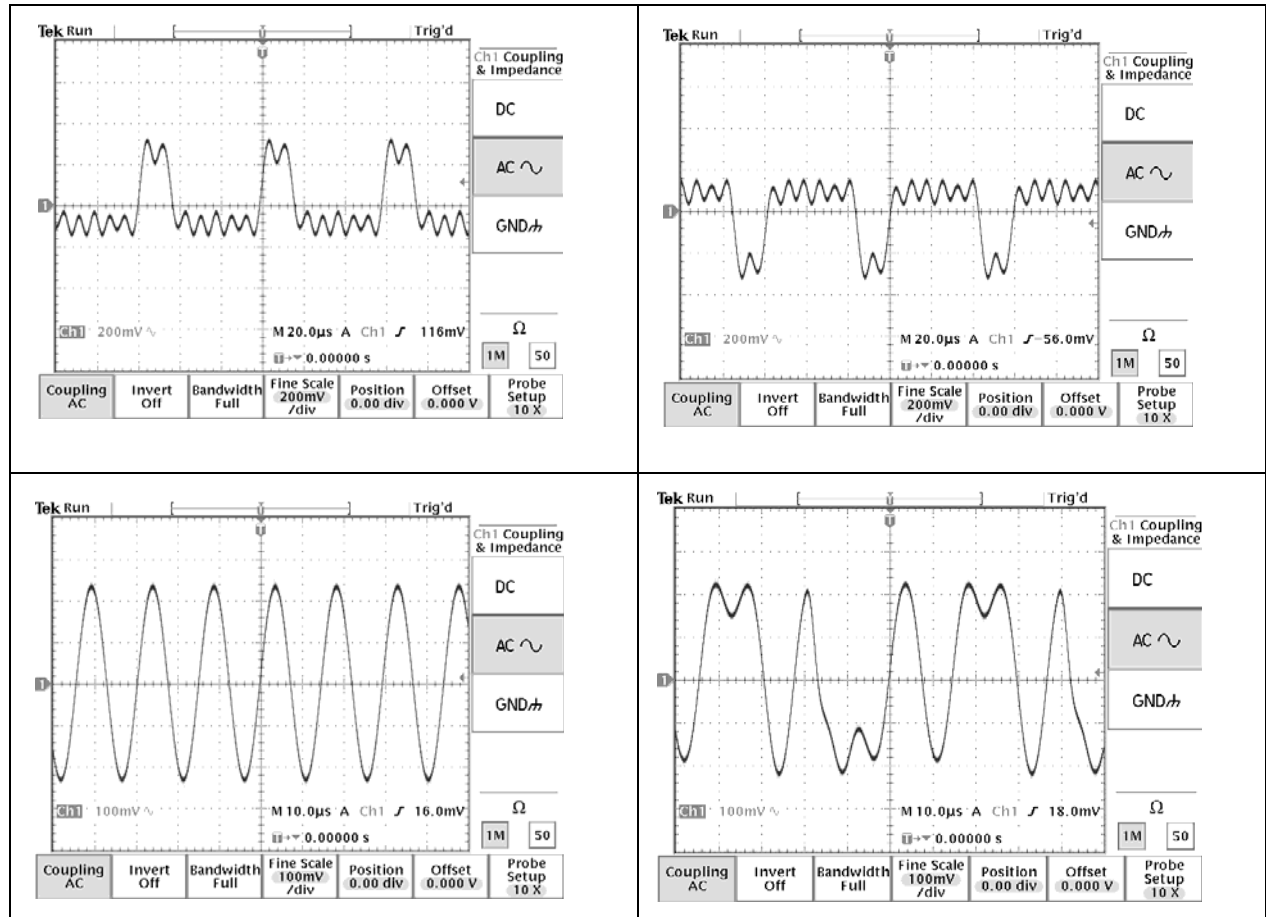 Tek Run Trig'd
Ch1 Coupling
& Impedance
DC
AC
GND
1
Ch1 200mV M 20.0µs A Ch1 116mV
0.00000 s
Ω
1M 50
Coupling
AC
Invert
Off
Bandwidth
Full
Fine Scale
200mV
/div
Position
0.00 div
Offset
0.000 V
Probe
Setup
10 X
Tek Run Trig'd
Ch1 Coupling
& Impedance
DC
AC
GND
1
Ch1 200mV M 20.0µs A Ch1 -56.0mV
0.00000 s
Ω
1M 50
Coupling
AC
Invert
Off
Bandwidth
Full
Fine Scale
200mV
/div
Position
0.00 div
Offset
0.000 V
Probe
Setup
10 X
Tek Run Trig'd
Ch1 Coupling
& Impedance
DC
AC
GND
1
Ch1 100mV M 10.0µs A Ch1 16.0mV
0.00000 s
Ω
1M 50
Coupling
AC
Invert
Off
Bandwidth
Full
Fine Scale
100mV
/div
Position
0.00 div
Offset
0.000 V
Probe
Setup
10 X
Tek Run Trig'd
Ch1 Coupling
& Impedance
DC
AC
GND
1
Ch1 100mV M 10.0µs A Ch1 18.0mV
0.00000 s
Ω
1M 50
Coupling
AC
Invert
Off
Bandwidth
Full
Fine Scale
100mV
/div
Position
0.00 div
Offset
0.000 V
Probe
Setup
10 X